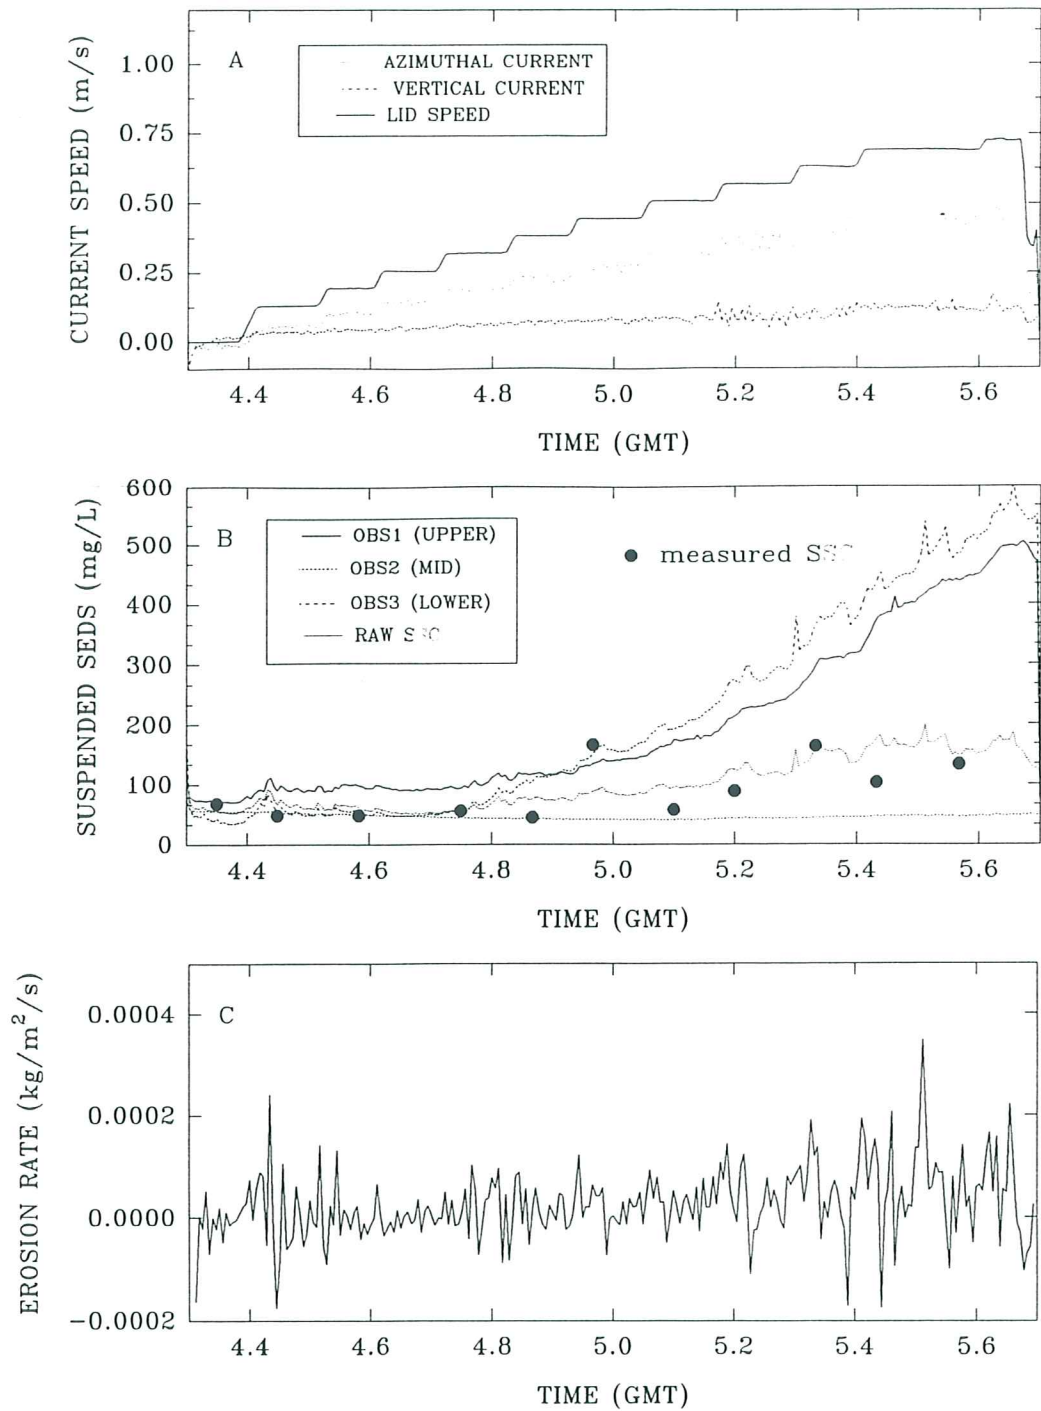 A
AZIMUTHAL CURRENT
VERTICAL CURRENT
LID SPEED
CURRENT SPEED (m/s)
1.00
0.75
0.50
0.25
0.00
4.4 4.6 4.8 5.0 5.2 5.4 5.6
TIME (GMT)
B
OBS1 (UPPER)
OBS2 (MID)
OBS3 (LOWER)
RAW SSC
measured SSC
SUSPENDED SEDS (mg/L)
600
500
400
300
200
100
0
4.4 4.6 4.8 5.0 5.2 5.4 5.6
TIME (GMT)
C
EROSION RATE (kg/m²/s)
0.0004
0.0002
0.0000
−0.0002
4.4 4.6 4.8 5.0 5.2 5.4 5.6
TIME (GMT)